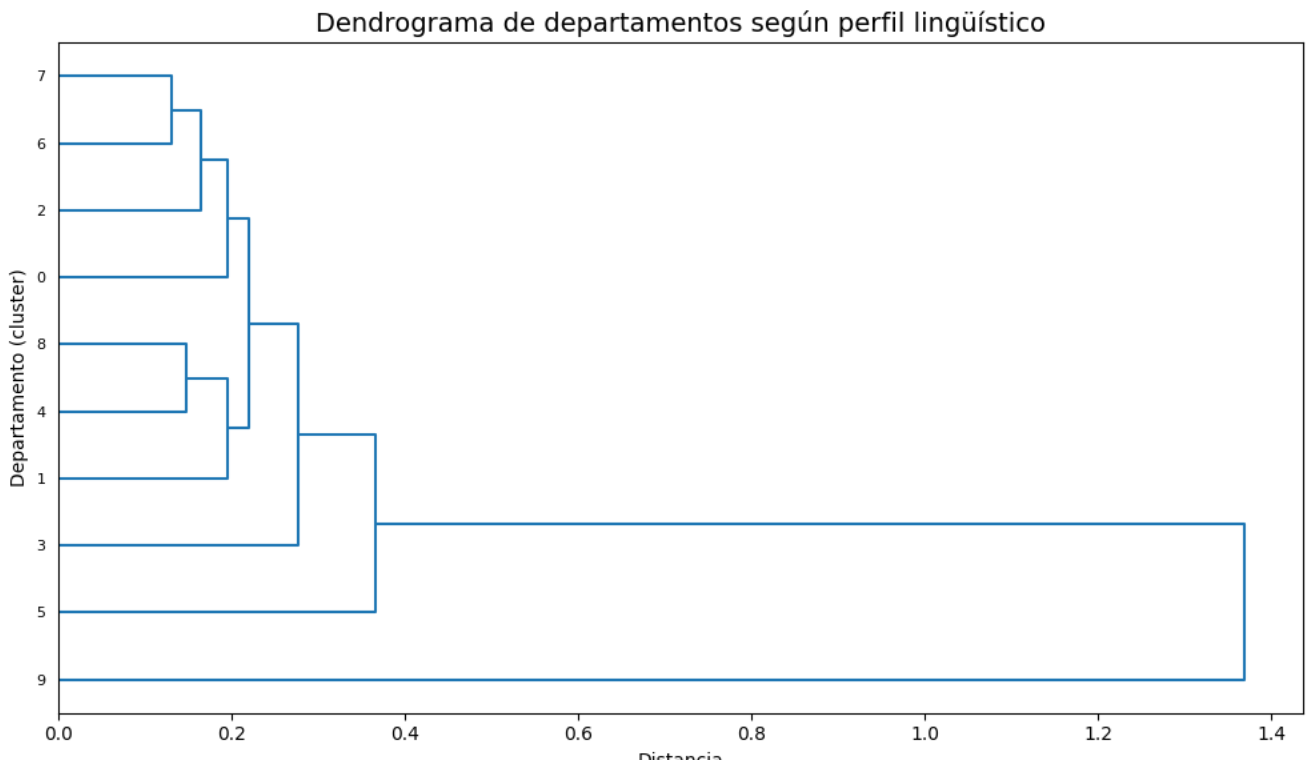 Dendrograma de departamentos según perfil lingüístico
Departamento (cluster)
7
6
2
0
8
4
1
3
5
9
0.0 0.2 0.4 0.6 0.8 1.0 1.2 1.4
Distancia